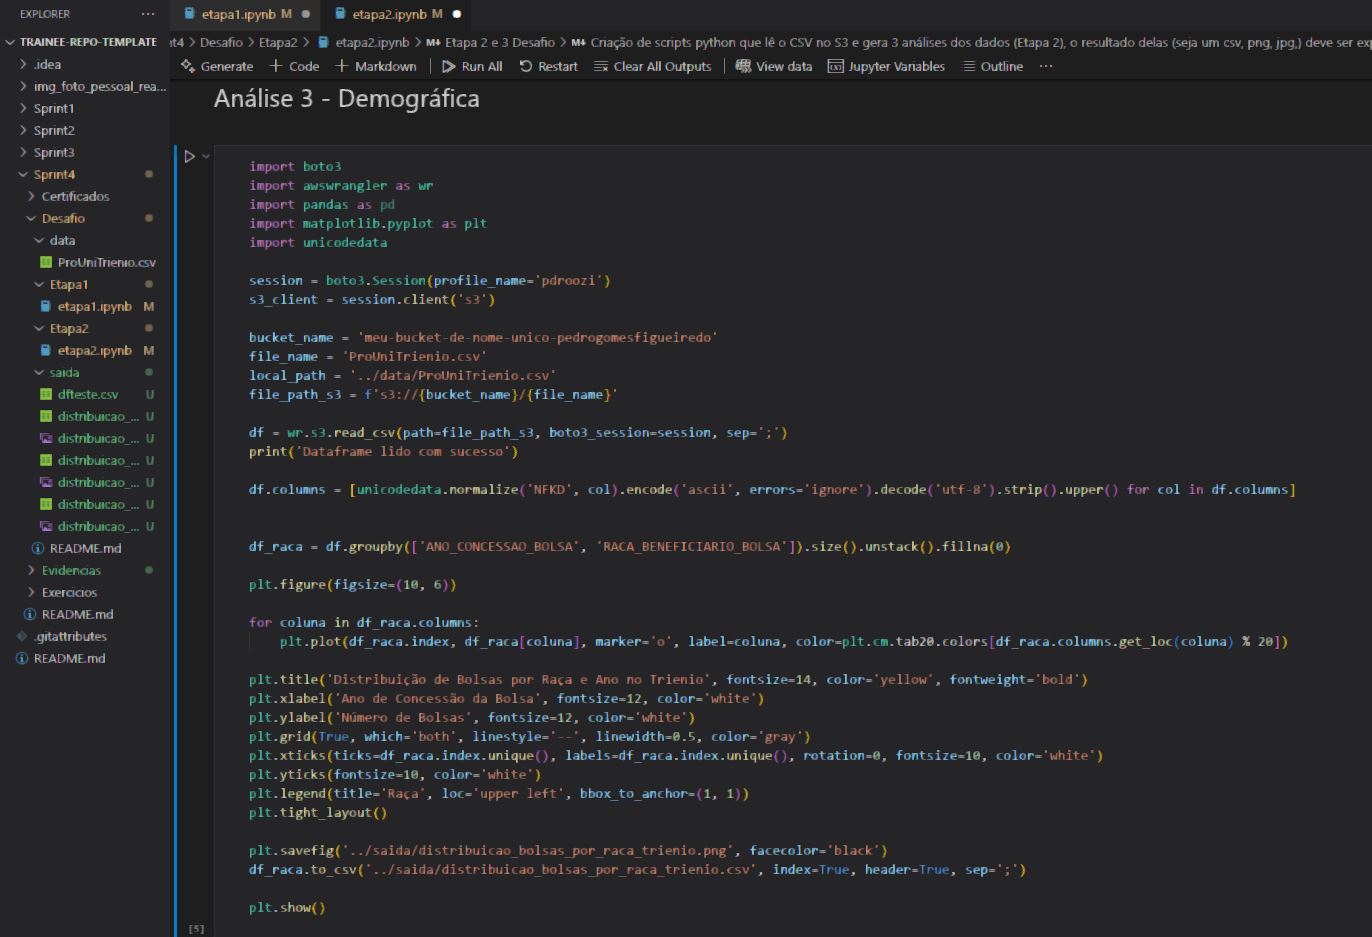 EXPLORER
···
TRAINEE-REPO-TEMPLATE
.idea
img_foto_pessoal_rea...
Sprint1
Sprint2
Sprint3
Sprint4
Certificados
Desafio
data
ProUniTrienio.csv
Etapa1
etapa1.ipynb M
Etapa2
etapa2.ipynb M
saida
dfteste.csv U
distribuicao_... U
distribuicao_... U
distribuicao_... U
distribuicao_... U
distribuicao_... U
distribuicao_... U
README.md
Evidencias
Exercicios
README.md
.gitattributes
README.md
etapa1.ipynb M
etapa2.ipynb M
nt4 > Desafio > Etapa2 > etapa2.ipynb > M↓ Etapa 2 e 3 Desafio > M↓ Criação de scripts python que lê o CSV no S3 e gera 3 análises dos dados (Etapa 2), o resultado delas (seja um csv, png, jpg,) deve ser exp
Generate + Code + Markdown | Run All Restart Clear All Outputs | View data Jupyter Variables Outline ···
Análise 3 - Demográfica
import boto3
import awswrangler as wr
import pandas as pd
import matplotlib.pyplot as plt
import unicodedata
session = boto3.Session(profile_name='pdroozi')
s3_client = session.client('s3')
bucket_name = 'meu-bucket-de-nome-unico-pedrogomesfigueiredo'
file_name = 'ProUniTrienio.csv'
local_path = '../data/ProUniTrienio.csv'
file_path_s3 = f's3://{bucket_name}/{file_name}'
df = wr.s3.read_csv(path=file_path_s3, boto3_session=session, sep=';')
print('Dataframe lido com sucesso')
df.columns = [unicodedata.normalize('NFKD', col).encode('ascii', errors='ignore').decode('utf-8').strip().upper() for col in df.columns]
df_raca = df.groupby(['ANO_CONCESSAO_BOLSA', 'RACA_BENEFICIARIO_BOLSA']).size().unstack().fillna(0)
plt.figure(figsize=(10, 6))
for coluna in df_raca.columns:
    plt.plot(df_raca.index, df_raca[coluna], marker='o', label=coluna, color=plt.cm.tab20.colors[df_raca.columns.get_loc(coluna) % 20])
plt.title('Distribuição de Bolsas por Raça e Ano no Trienio', fontsize=14, color='yellow', fontweight='bold')
plt.xlabel('Ano de Concessão da Bolsa', fontsize=12, color='white')
plt.ylabel('Número de Bolsas', fontsize=12, color='white')
plt.grid(True, which='both', linestyle='--', linewidth=0.5, color='gray')
plt.xticks(ticks=df_raca.index.unique(), labels=df_raca.index.unique(), rotation=0, fontsize=10, color='white')
plt.yticks(fontsize=10, color='white')
plt.legend(title='Raça', loc='upper left', bbox_to_anchor=(1, 1))
plt.tight_layout()
plt.savefig('../saida/distribuicao_bolsas_por_raca_trienio.png', facecolor='black')
df_raca.to_csv('../saida/distribuicao_bolsas_por_raca_trienio.csv', index=True, header=True, sep=';')
plt.show()
[5]